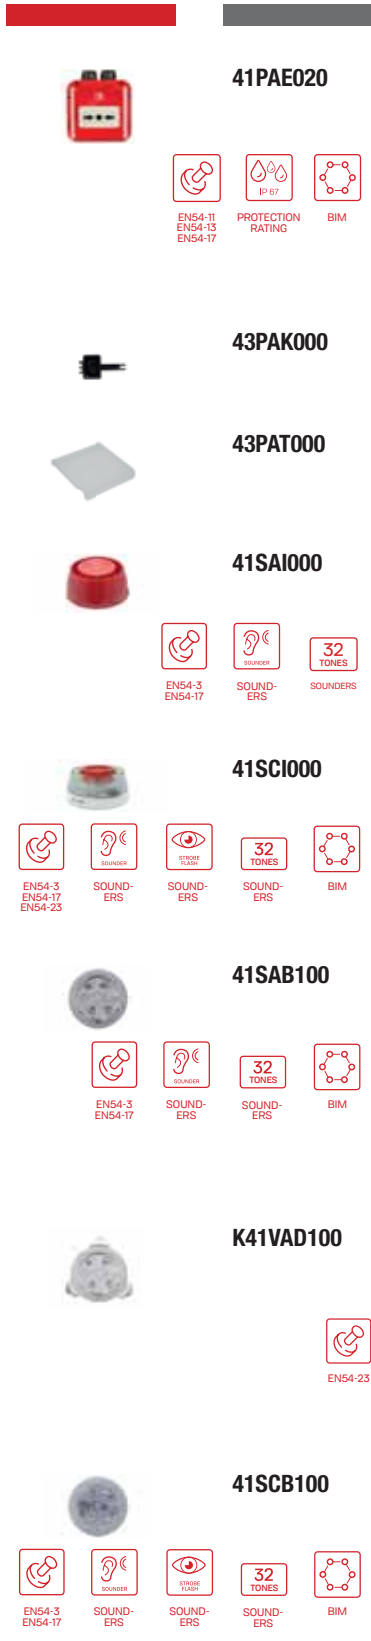 41PAE020
IP 67
EN54-11
EN54-13
EN54-17
PROTECTION
RATING
BIM
43PAK000
43PAT000
41SAI000
SOUNDER
32
TONES
EN54-3
EN54-17
SOUND-
ERS
SOUNDERS
41SCI000
SOUNDER
STROBE
FLASH
32
TONES
EN54-3
EN54-17
EN54-23
SOUND-
ERS
SOUND-
ERS
SOUND-
ERS
BIM
41SAB100
SOUNDER
32
TONES
EN54-3
EN54-17
SOUND-
ERS
SOUND-
ERS
BIM
K41VAD100
EN54-23
41SCB100
SOUNDER
STROBE
FLASH
32
TONES
EN54-3
EN54-17
SOUND-
ERS
SOUND-
ERS
SOUND-
ERS
BIM